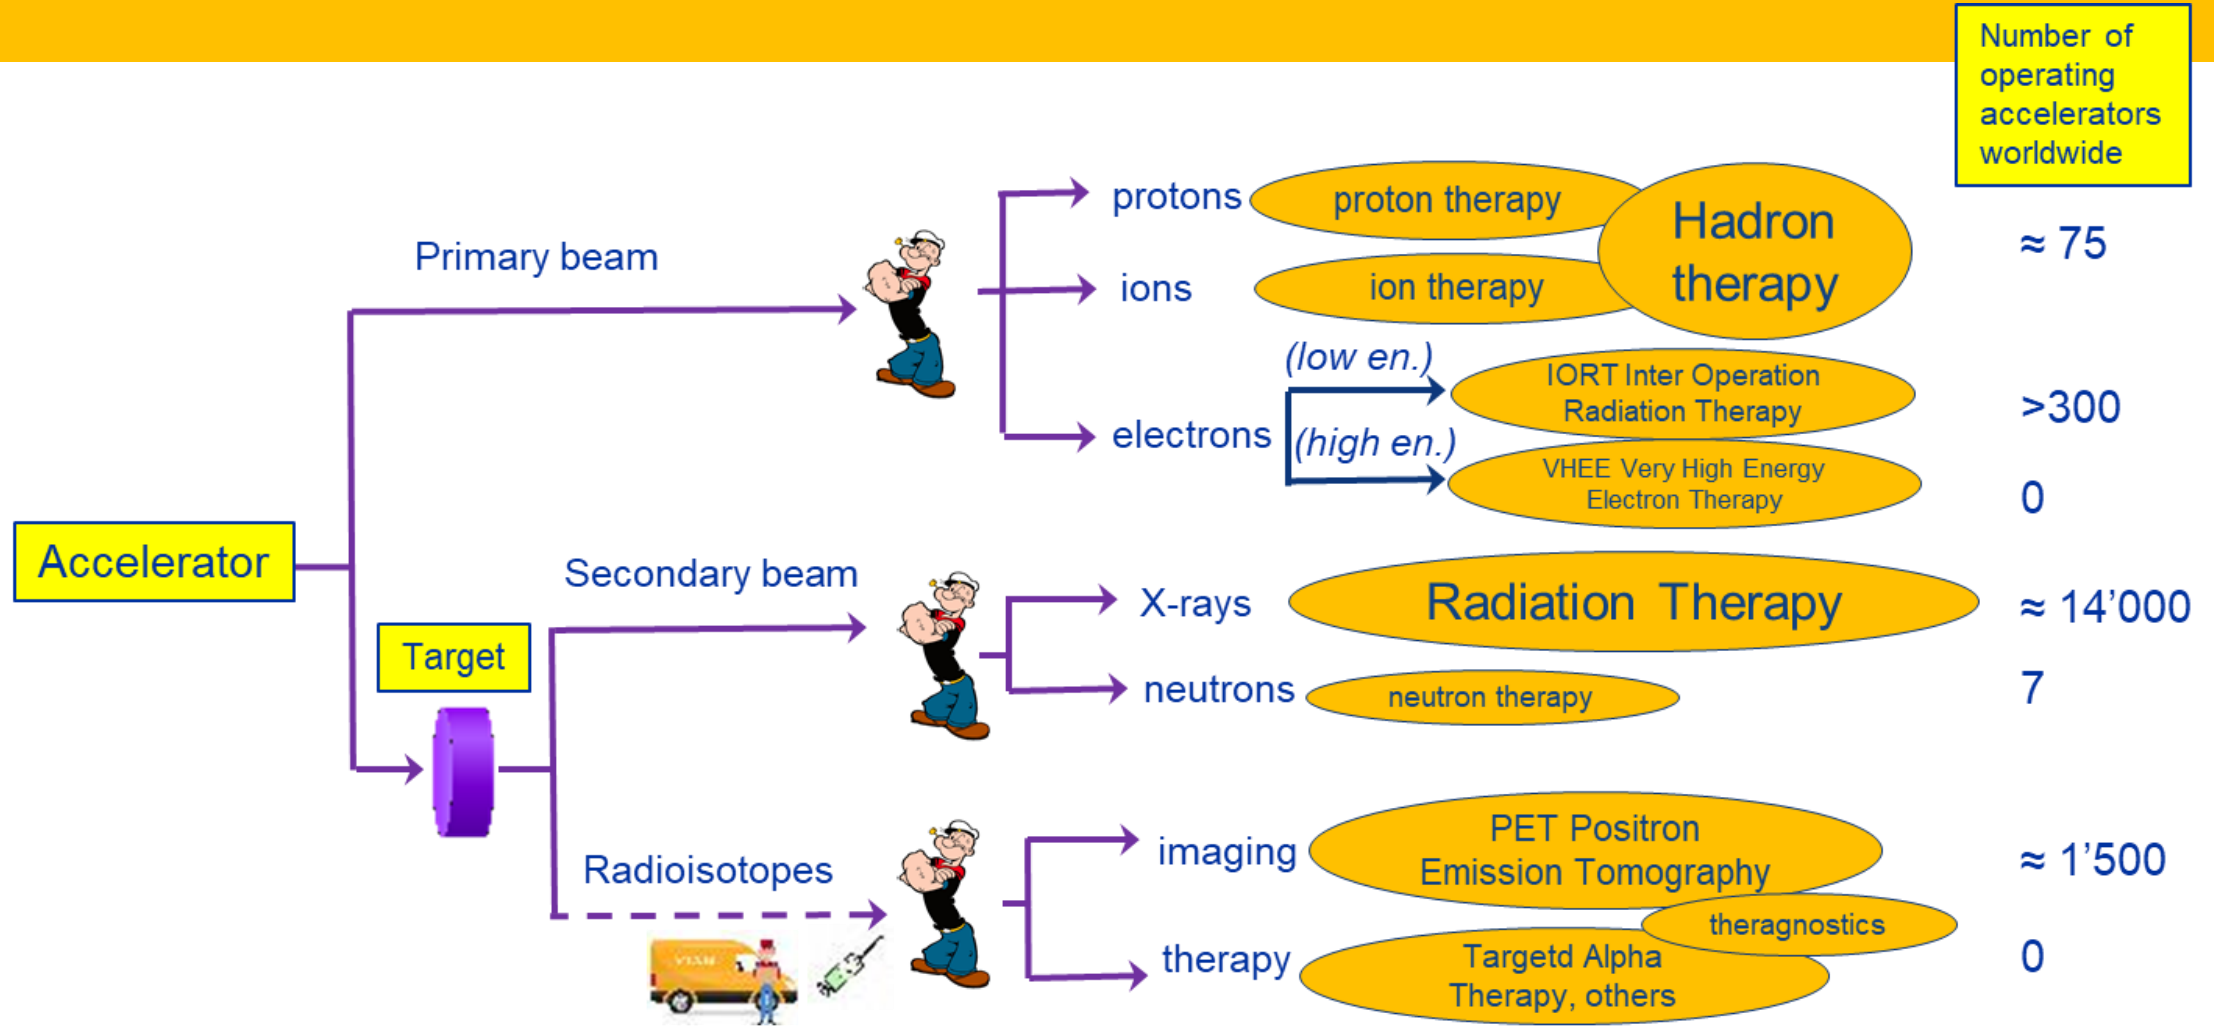 Number of
operating
accelerators
worldwide
protons
proton therapy
Hadron
therapy
≈ 75
Primary beam
ions
ion therapy
(low en.)
IORT Inter Operation
Radiation Therapy
>300
electrons
(high en.)
VHEE Very High Energy
Electron Therapy
0
Accelerator
Secondary beam
X-rays
Radiation Therapy
≈ 14’000
Target
neutrons
neutron therapy
7
Radioisotopes
imaging
PET Positron
Emission Tomography
≈ 1’500
theragnostics
therapy
Targetd Alpha
Therapy, others
0